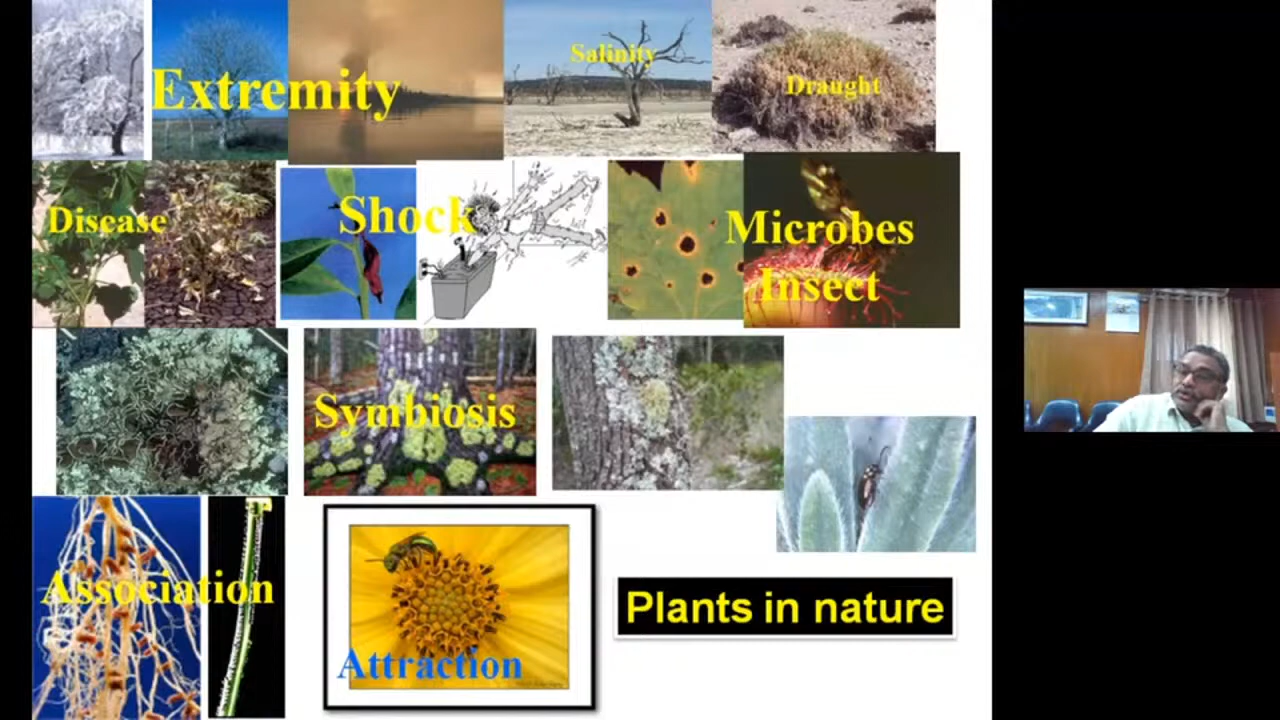 Extremity
Salinity
Draught
Disease
Shock
Microbes
Insect
Symbiosis
Association
Attraction
Plants in nature